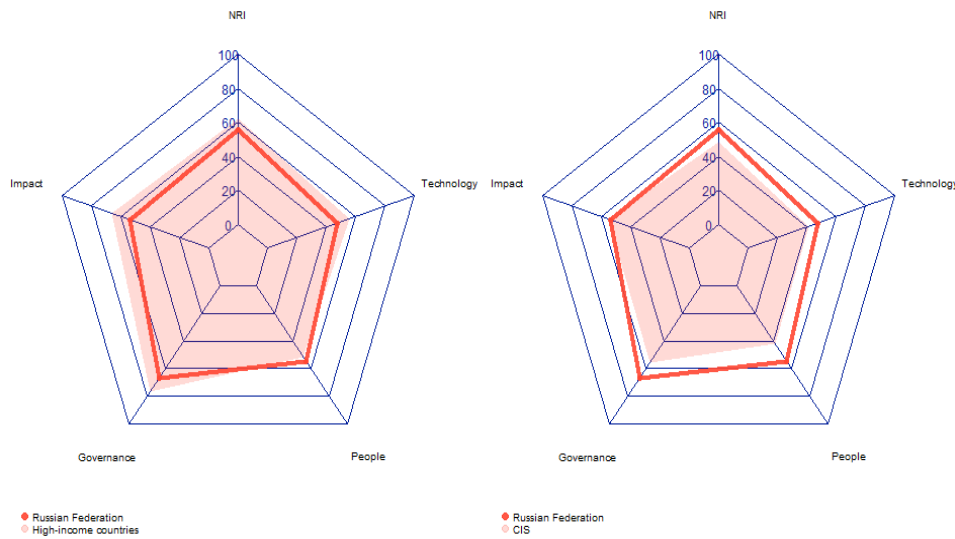 NRI
100
80
60
40
20
0
Impact
Technology
Governance
People
Russian Federation
High-income countries
NRI
100
80
60
40
20
0
Impact
Technology
Governance
People
Russian Federation
CIS